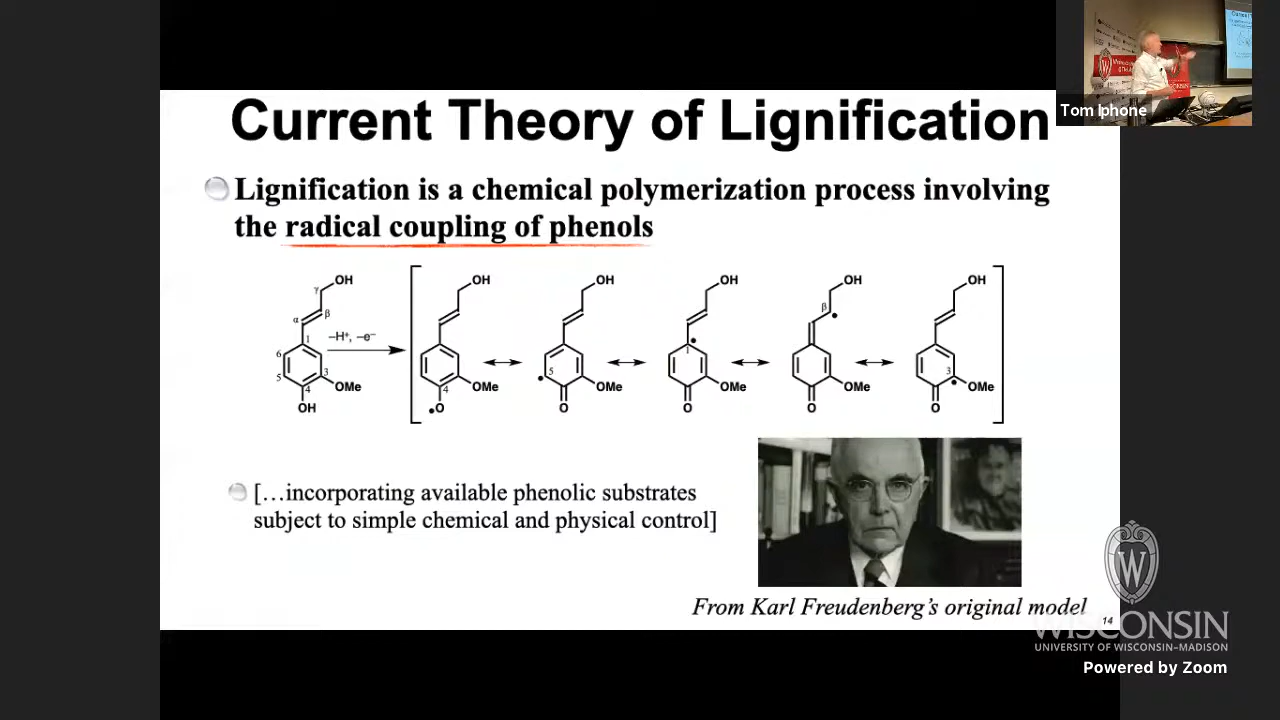 Current Theory of Lignification
Lignification is a chemical polymerization process involving
the radical coupling of phenols
OH
γ
α
β
1
6
5
3
4
OMe
OH
–H⁺, –e⁻
OH
4
OMe
•O
OH
5
OMe
O
OH
1
OMe
O
OH
β
OMe
O
OH
3
OMe
O
[…incorporating available phenolic substrates
subject to simple chemical and physical control]
From Karl Freudenberg’s original model
14
Tom Iphone
W
WISCONSIN
UNIVERSITY OF WISCONSIN–MADISON
Powered by Zoom